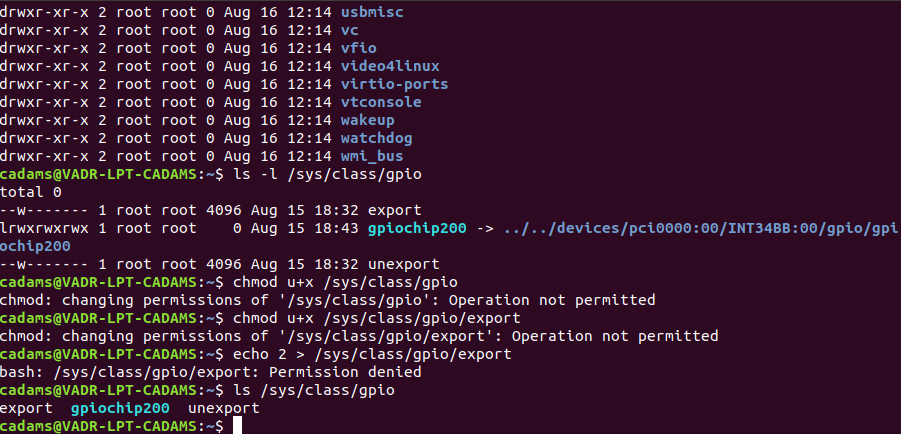 drwxr-xr-x 2 root root 0 Aug 16 12:14 usbmisc
drwxr-xr-x 2 root root 0 Aug 16 12:14 vc
drwxr-xr-x 2 root root 0 Aug 16 12:14 vfio
drwxr-xr-x 2 root root 0 Aug 16 12:14 video4linux
drwxr-xr-x 2 root root 0 Aug 16 12:14 virtio-ports
drwxr-xr-x 2 root root 0 Aug 16 12:14 vtconsole
drwxr-xr-x 2 root root 0 Aug 16 12:14 wakeup
drwxr-xr-x 2 root root 0 Aug 16 12:14 watchdog
drwxr-xr-x 2 root root 0 Aug 16 12:14 wmi_bus
cadams@VADR-LPT-CADAMS:~$ ls -l /sys/class/gpio
total 0
--w------- 1 root root 4096 Aug 15 18:32 export
lrwxrwxrwx 1 root root    0 Aug 15 18:43 gpiochip200 -> ../../devices/pci0000:00/INT34BB:00/gpio/gpi
ochip200
--w------- 1 root root 4096 Aug 15 18:32 unexport
cadams@VADR-LPT-CADAMS:~$ chmod u+x /sys/class/gpio
chmod: changing permissions of '/sys/class/gpio': Operation not permitted
cadams@VADR-LPT-CADAMS:~$ chmod u+x /sys/class/gpio/export
chmod: changing permissions of '/sys/class/gpio/export': Operation not permitted
cadams@VADR-LPT-CADAMS:~$ echo 2 > /sys/class/gpio/export
bash: /sys/class/gpio/export: Permission denied
cadams@VADR-LPT-CADAMS:~$ ls /sys/class/gpio
export  gpiochip200  unexport
cadams@VADR-LPT-CADAMS:~$